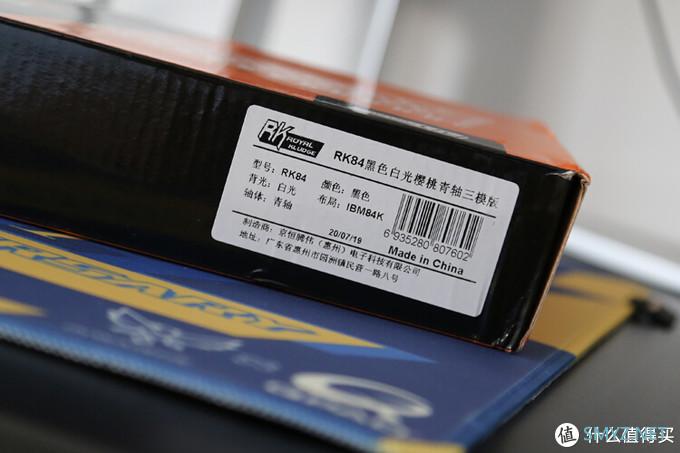 RK ROYAL KLUDGE
RK84黑色白光樱桃青轴三模版
型号: RK84 颜色: 黑色
背光: 白光 布局: IBM84K
轴体: 青轴
20/07/19
6 935280 807602
Made in China
制造商: 京恒腾伟（惠州）电子科技有限公司
地址: 广东省惠州市园洲镇民营一路八号
值 什么值得买